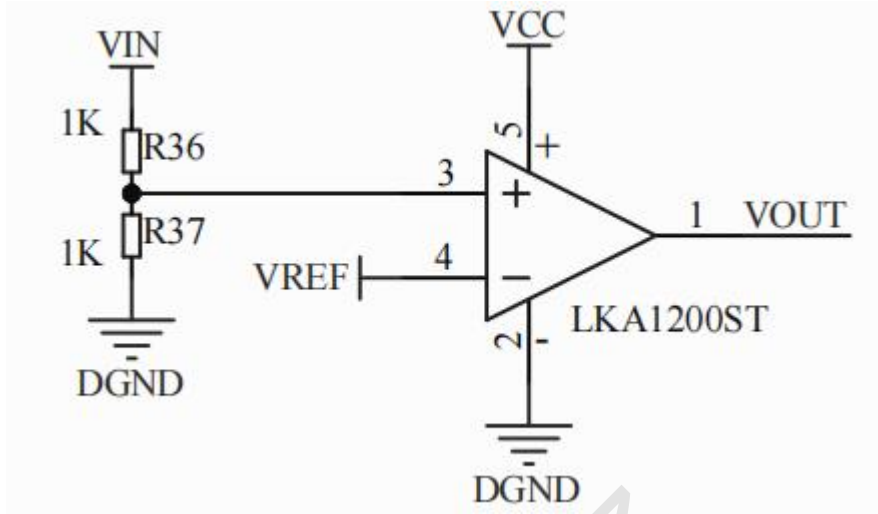 VCC
VIN
1K
R36
5
+
3
+
1
VOUT
1K
R37
VREF
4
−
LKA1200ST
2
-
DGND
DGND